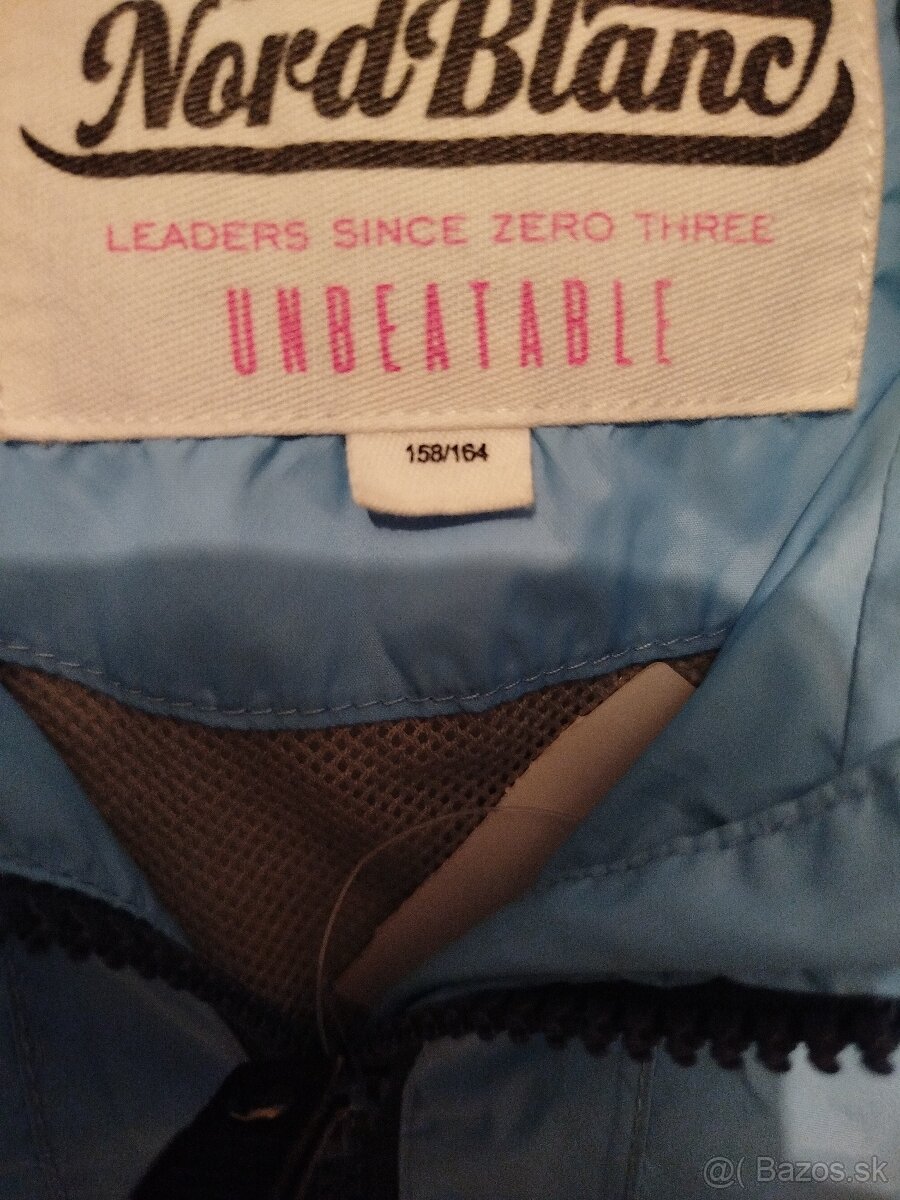 NordBlanc
LEADERS SINCE ZERO THREE
UNBEATABLE
158/164
@( Bazos.sk